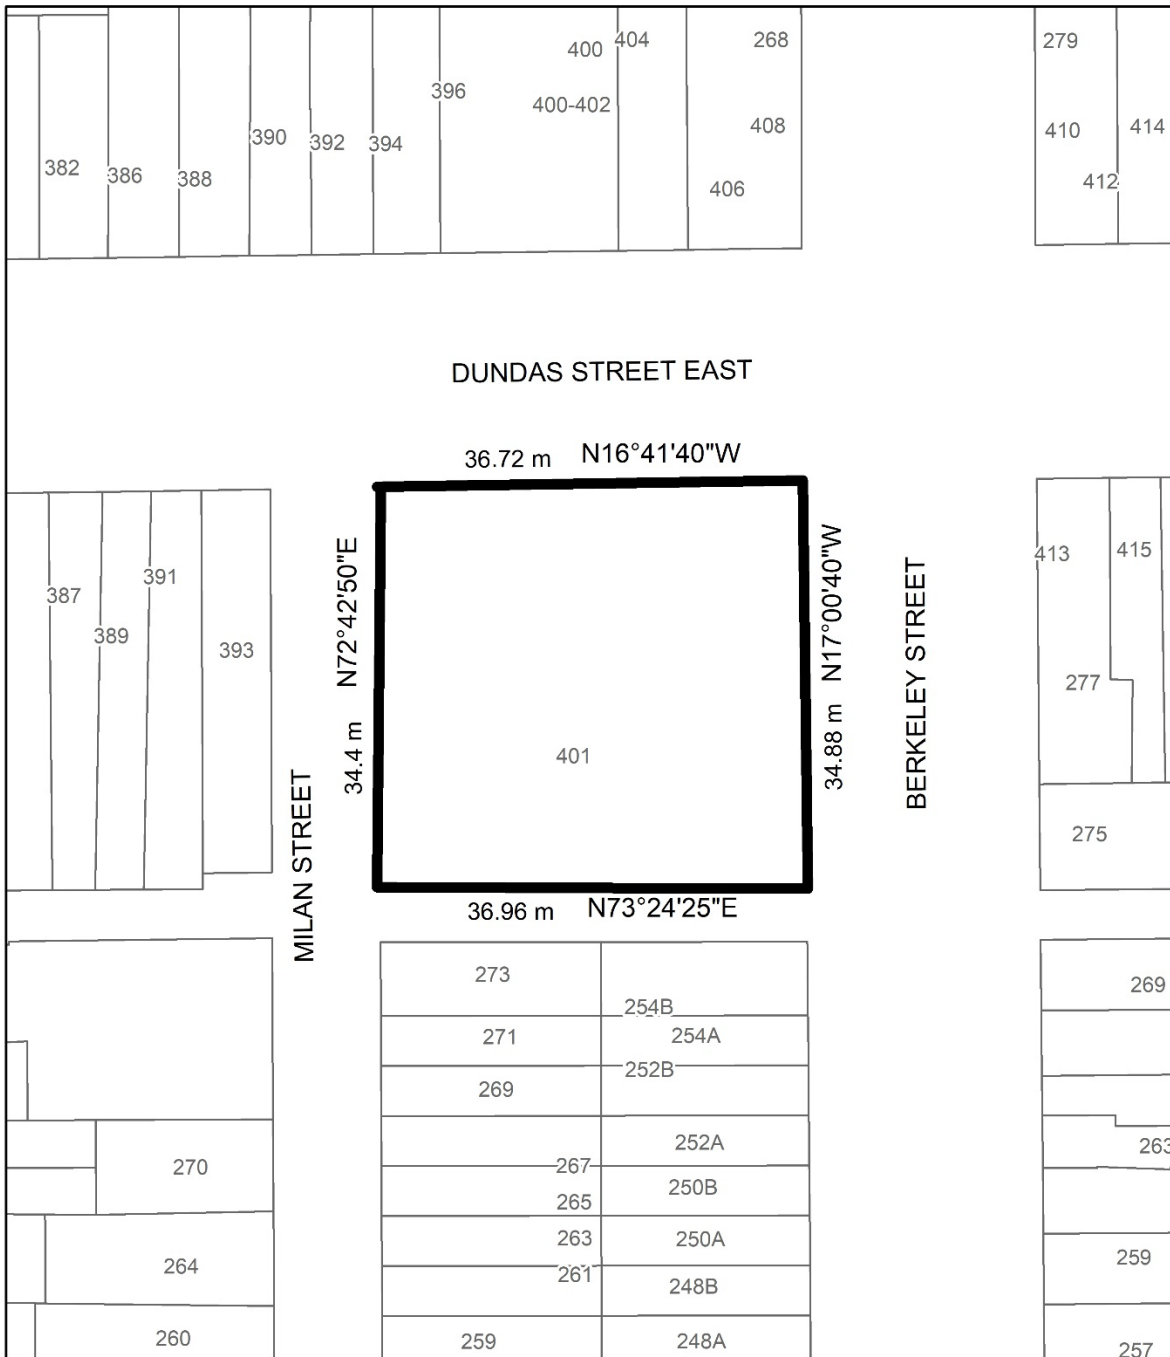 400
404
268
279
396
400-402
408
410
414
390
392
394
382
386
388
406
412
DUNDAS STREET EAST
36.72 m N16°41'40"W
N72°42'50"E
34.4 m
N17°00'40"W
34.88 m
BERKELEY STREET
MILAN STREET
387
389
391
393
401
413
415
277
275
36.96 m N73°24'25"E
273
254B
271
254A
252B
269
252A
267
250B
265
263
250A
261
248B
259
248A
270
264
260
269
263
259
257